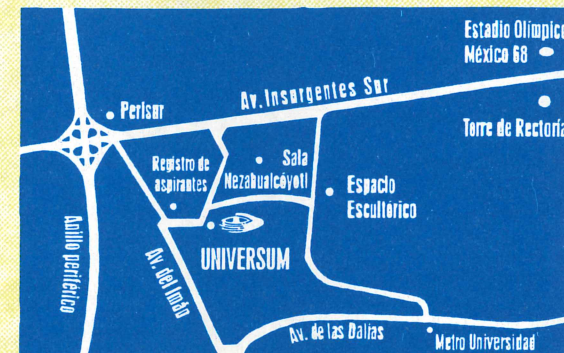 Estadio Olímpico
México 68
Av. Insurgentes Sur
Perisur
Torre de Rectoría
Registro de
aspirantes
Sala
Nezahualcóyotl
Espacio
Escultórico
UNIVERSUM
Anillo periférico
Av. del Imán
Av. de las Dalias
Metro Universidad